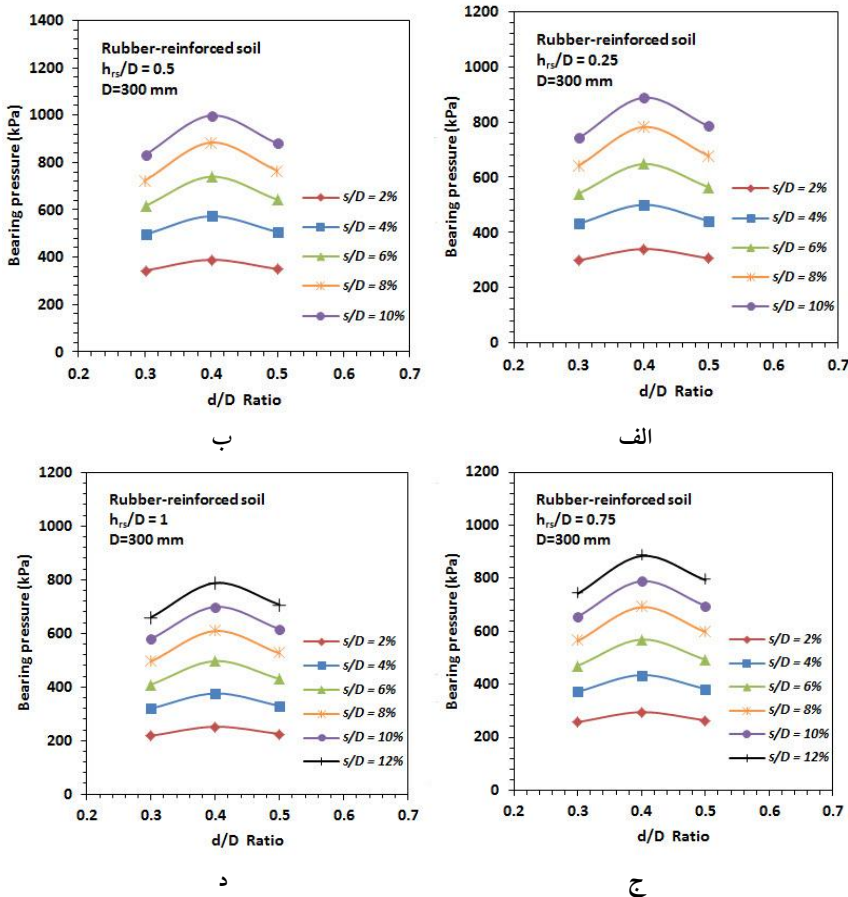 Rubber-reinforced soil
hrs/D = 0.5
D=300 mm
Bearing pressure (kPa)
1400
1200
1000
800
600
400
200
0
s/D = 2%
s/D = 4%
s/D = 6%
s/D = 8%
s/D = 10%
0.2 0.3 0.4 0.5 0.6 0.7
d/D Ratio
ب
Rubber-reinforced soil
hrs/D = 0.25
D=300 mm
Bearing pressure (kPa)
1200
1000
800
600
400
200
0
s/D = 2%
s/D = 4%
s/D = 6%
s/D = 8%
s/D = 10%
0.2 0.3 0.4 0.5 0.6 0.7
d/D Ratio
الف
Rubber-reinforced soil
hrs/D = 1
D=300 mm
Bearing pressure (kPa)
1200
1000
800
600
400
200
0
s/D = 2%
s/D = 4%
s/D = 6%
s/D = 8%
s/D = 10%
s/D = 12%
0.2 0.3 0.4 0.5 0.6 0.7
d/D Ratio
د
Rubber-reinforced soil
hrs/D = 0.75
D=300 mm
Bearing pressure (kPa)
1200
1000
800
600
400
200
0
s/D = 2%
s/D = 4%
s/D = 6%
s/D = 8%
s/D = 10%
s/D = 12%
0.2 0.3 0.4 0.5 0.6 0.7
d/D Ratio
ج